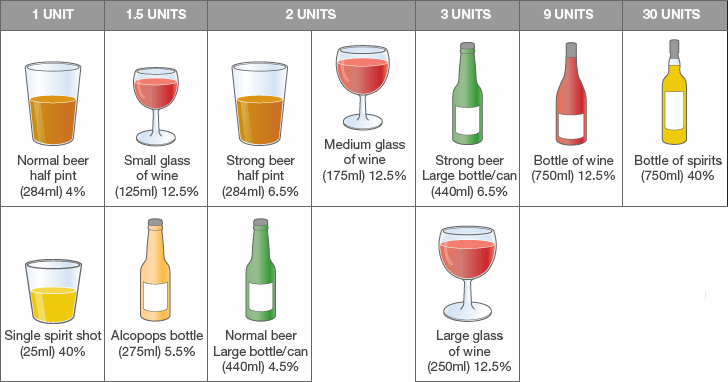 1 UNIT
1.5 UNITS
2 UNITS
3 UNITS
9 UNITS
30 UNITS
Normal beer
half pint
(284ml) 4%
Small glass
of wine
(125ml) 12.5%
Strong beer
half pint
(284ml) 6.5%
Medium glass
of wine
(175ml) 12.5%
Strong beer
Large bottle/can
(440ml) 6.5%
Bottle of wine
(750ml) 12.5%
Bottle of spirits
(750ml) 40%
Single spirit shot
(25ml) 40%
Alcopops bottle
(275ml) 5.5%
Normal beer
Large bottle/can
(440ml) 4.5%
Large glass
of wine
(250ml) 12.5%